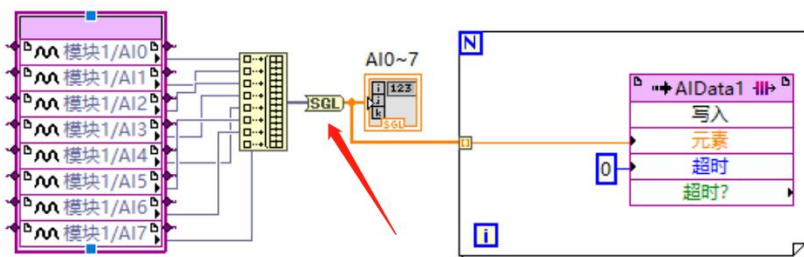 模块1/AI0
模块1/AI1
模块1/AI2
模块1/AI3
模块1/AI4
模块1/AI5
模块1/AI6
模块1/AI7
SGL
AI0~7
i
123
j
k
SGL
N
AIData1
写入
元素
0
超时
超时?
i